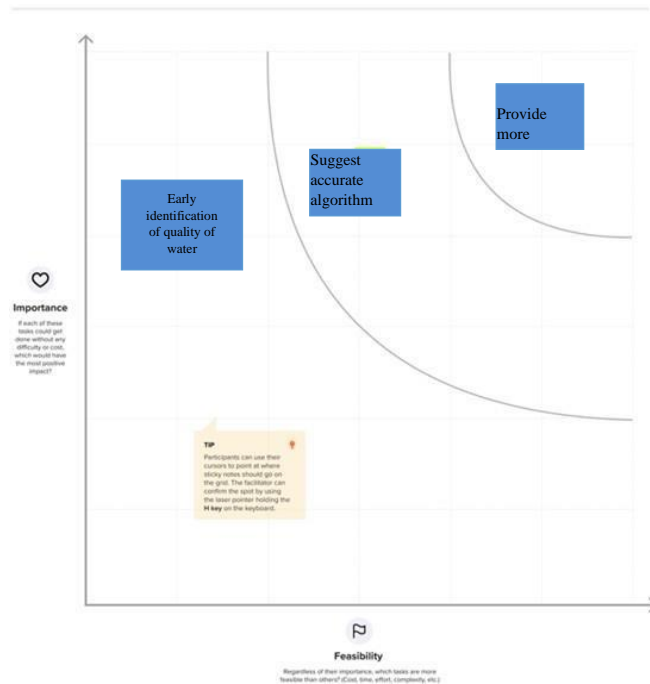 Provide
more
Suggest
accurate
algorithm
Early
identification
of quality of
water
Importance
If each of these
tasks could get
done without any
difficulty or cost,
which would have
the most positive
impact?
TIP
Participants can use their
cursors to point at where
sticky notes should go on
the grid. The facilitator can
confirm the spot by using
the laser pointer holding the
H key on the keyboard.
Feasibility
Regardless of their importance, which tasks are more
feasible than others? (Cost, time, effort, complexity, etc.)